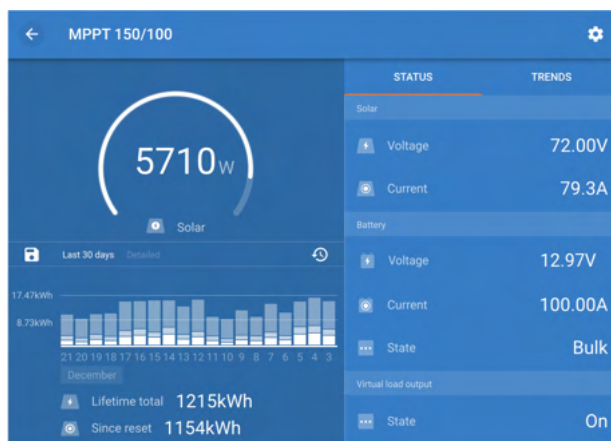 MPPT 150/100
5710W
Solar
Last 30 days Detailed
17.47kWh
8.73kWh
21 20 19 18 17 16 15 14 13 12 11 10 9 8 7 6 5 4 3
December
Lifetime total 1215kWh
Since reset 1154kWh
STATUS TRENDS
Solar
Voltage 72.00V
Current 79.3A
Battery
Voltage 12.97V
Current 100.00A
State Bulk
Virtual load output
State On